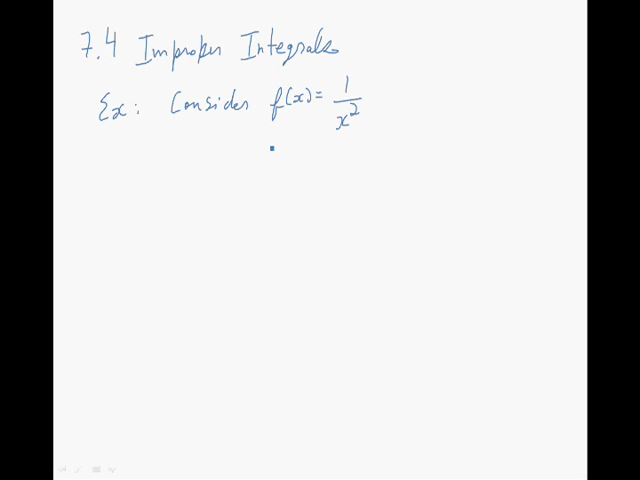 7.4 Improper Integrals
Ex: Consider f(x) = 1/x²